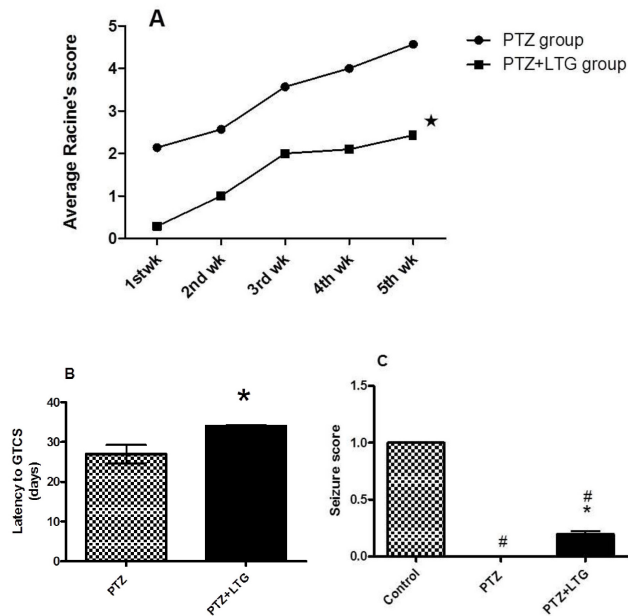 A
PTZ group
PTZ+LTG group
Average Racine's score
5
4
3
2
1
0
★
1stwk
2nd wk
3rd wk
4th wk
5th wk
B
Latency to GTCS
(days)
40
30
20
10
0
*
PTZ
PTZ+LTG
C
Seizure score
1.5
1.0
0.5
0.0
#
#
*
Control
PTZ
PTZ+LTG